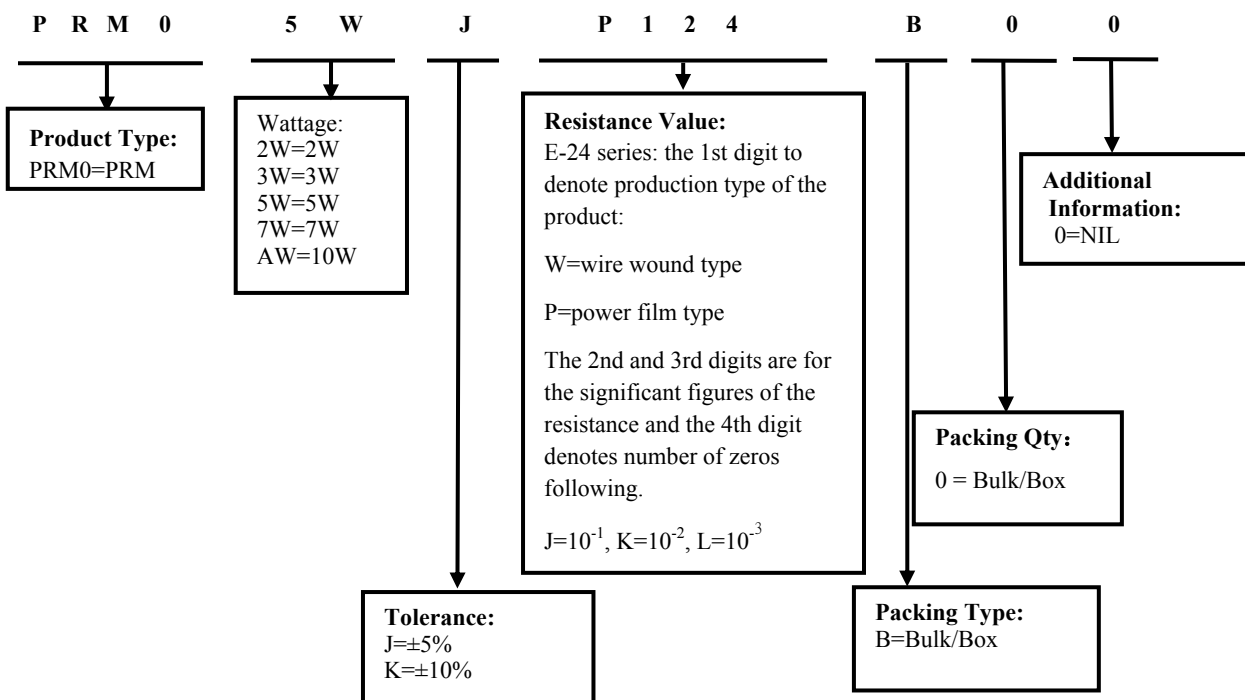 P R M 0 5 W J P 1 2 4 B 0 0
Product Type:
PRM0=PRM
Wattage:
2W=2W
3W=3W
5W=5W
7W=7W
AW=10W
Resistance Value:
E-24 series: the 1st digit to
denote production type of the
product:
W=wire wound type
P=power film type
The 2nd and 3rd digits are for
the significant figures of the
resistance and the 4th digit
denotes number of zeros
following.
J=10⁻¹, K=10⁻², L=10⁻³
Additional
Information:
0=NIL
Packing Qty：
0 = Bulk/Box
Tolerance:
J=±5%
K=±10%
Packing Type:
B=Bulk/Box